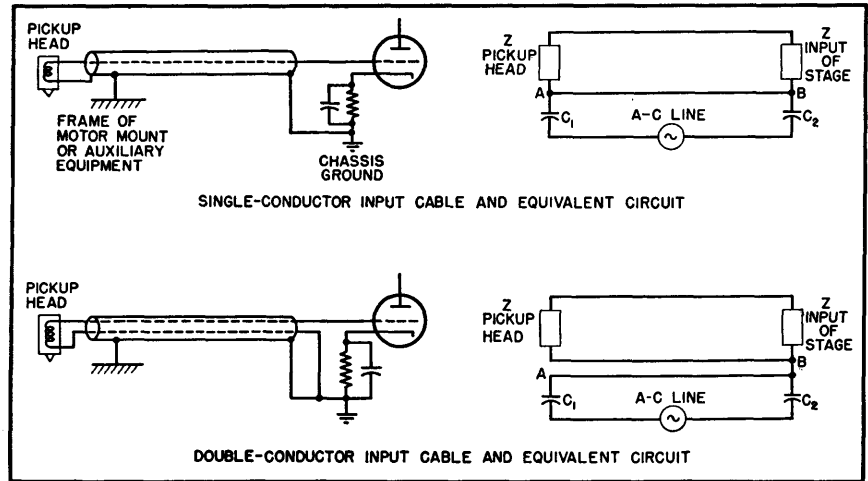 PICKUP
HEAD
FRAME OF
MOTOR MOUNT
OR AUXILIARY
EQUIPMENT
CHASSIS
GROUND
Z
PICKUP
HEAD
Z
INPUT
OF
STAGE
A
B
C1
A-C LINE
C2
SINGLE-CONDUCTOR INPUT CABLE AND EQUIVALENT CIRCUIT
PICKUP
HEAD
Z
PICKUP
HEAD
Z
INPUT
OF
STAGE
A
B
C1
A-C LINE
C2
DOUBLE-CONDUCTOR INPUT CABLE AND EQUIVALENT CIRCUIT